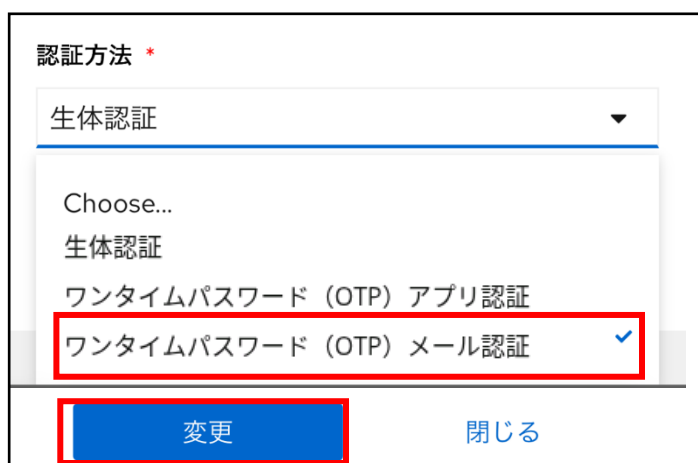 認証方法 *
生体認証
Choose...
生体認証
ワンタイムパスワード（OTP）アプリ認証
ワンタイムパスワード（OTP）メール認証
変更 閉じる